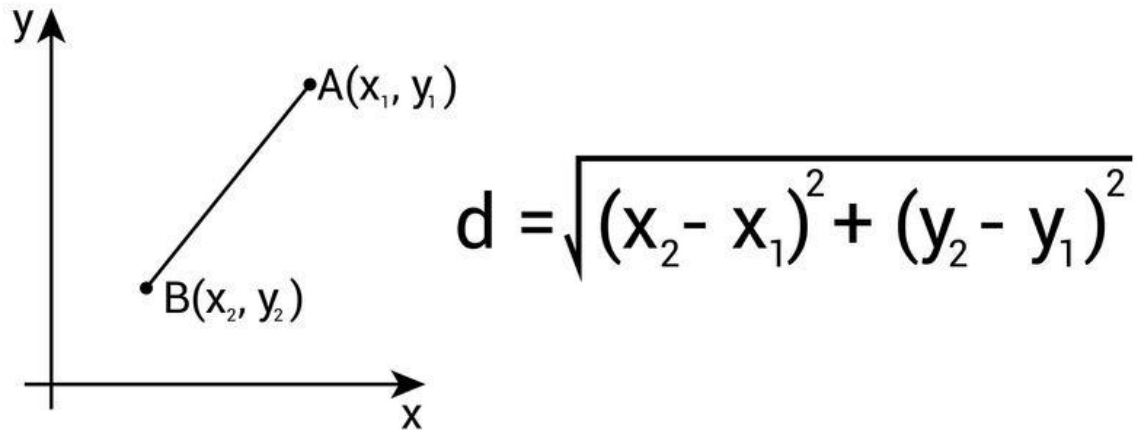 y
A(x₁, y₁)
d = √(x₂ - x₁)² + (y₂ - y₁)²
B(x₂, y₂)
x